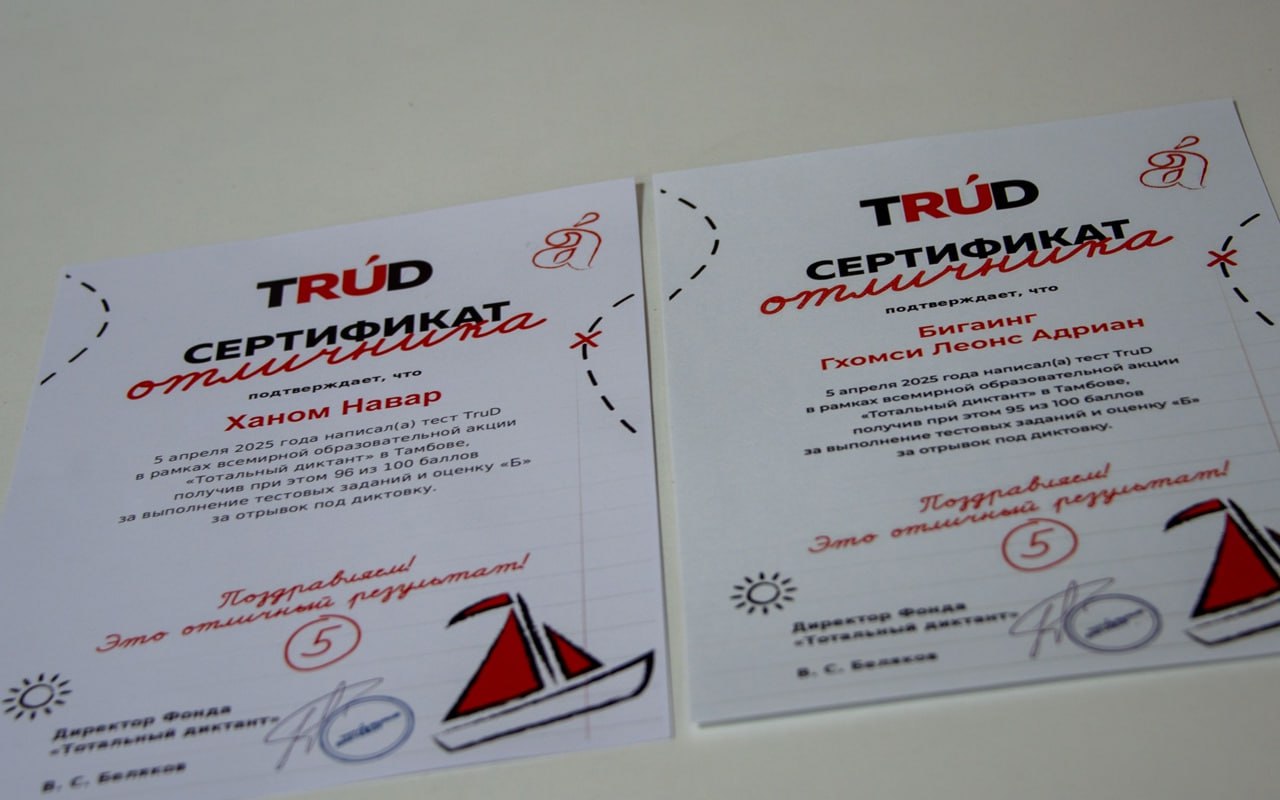 TRÚD
СЕРТИФИКАТ
отличника
подтверждает, что
Ханом Навар
5 апреля 2025 года написал(а) тест TruD
в рамках всемирной образовательной акции
«Тотальный диктант» в Тамбове,
получив при этом 96 из 100 баллов
за выполнение тестовых заданий и оценку «Б»
за отрывок под диктовку.
Поздравляем!
Это отличный результат!
5
Директор Фонда
«Тотальный диктант»
В. С. Беляков
TRÚD
СЕРТИФИКАТ
отличника
подтверждает, что
Бигаинг
Гхомси Леонс Адриан
5 апреля 2025 года написал(а) тест TruD
в рамках всемирной образовательной акции
«Тотальный диктант» в Тамбове,
получив при этом 95 из 100 баллов
за выполнение тестовых заданий и оценку «Б»
за отрывок под диктовку.
Поздравляем!
Это отличный результат!
5
Директор Фонда
«Тотальный диктант»
В. С. Беляков